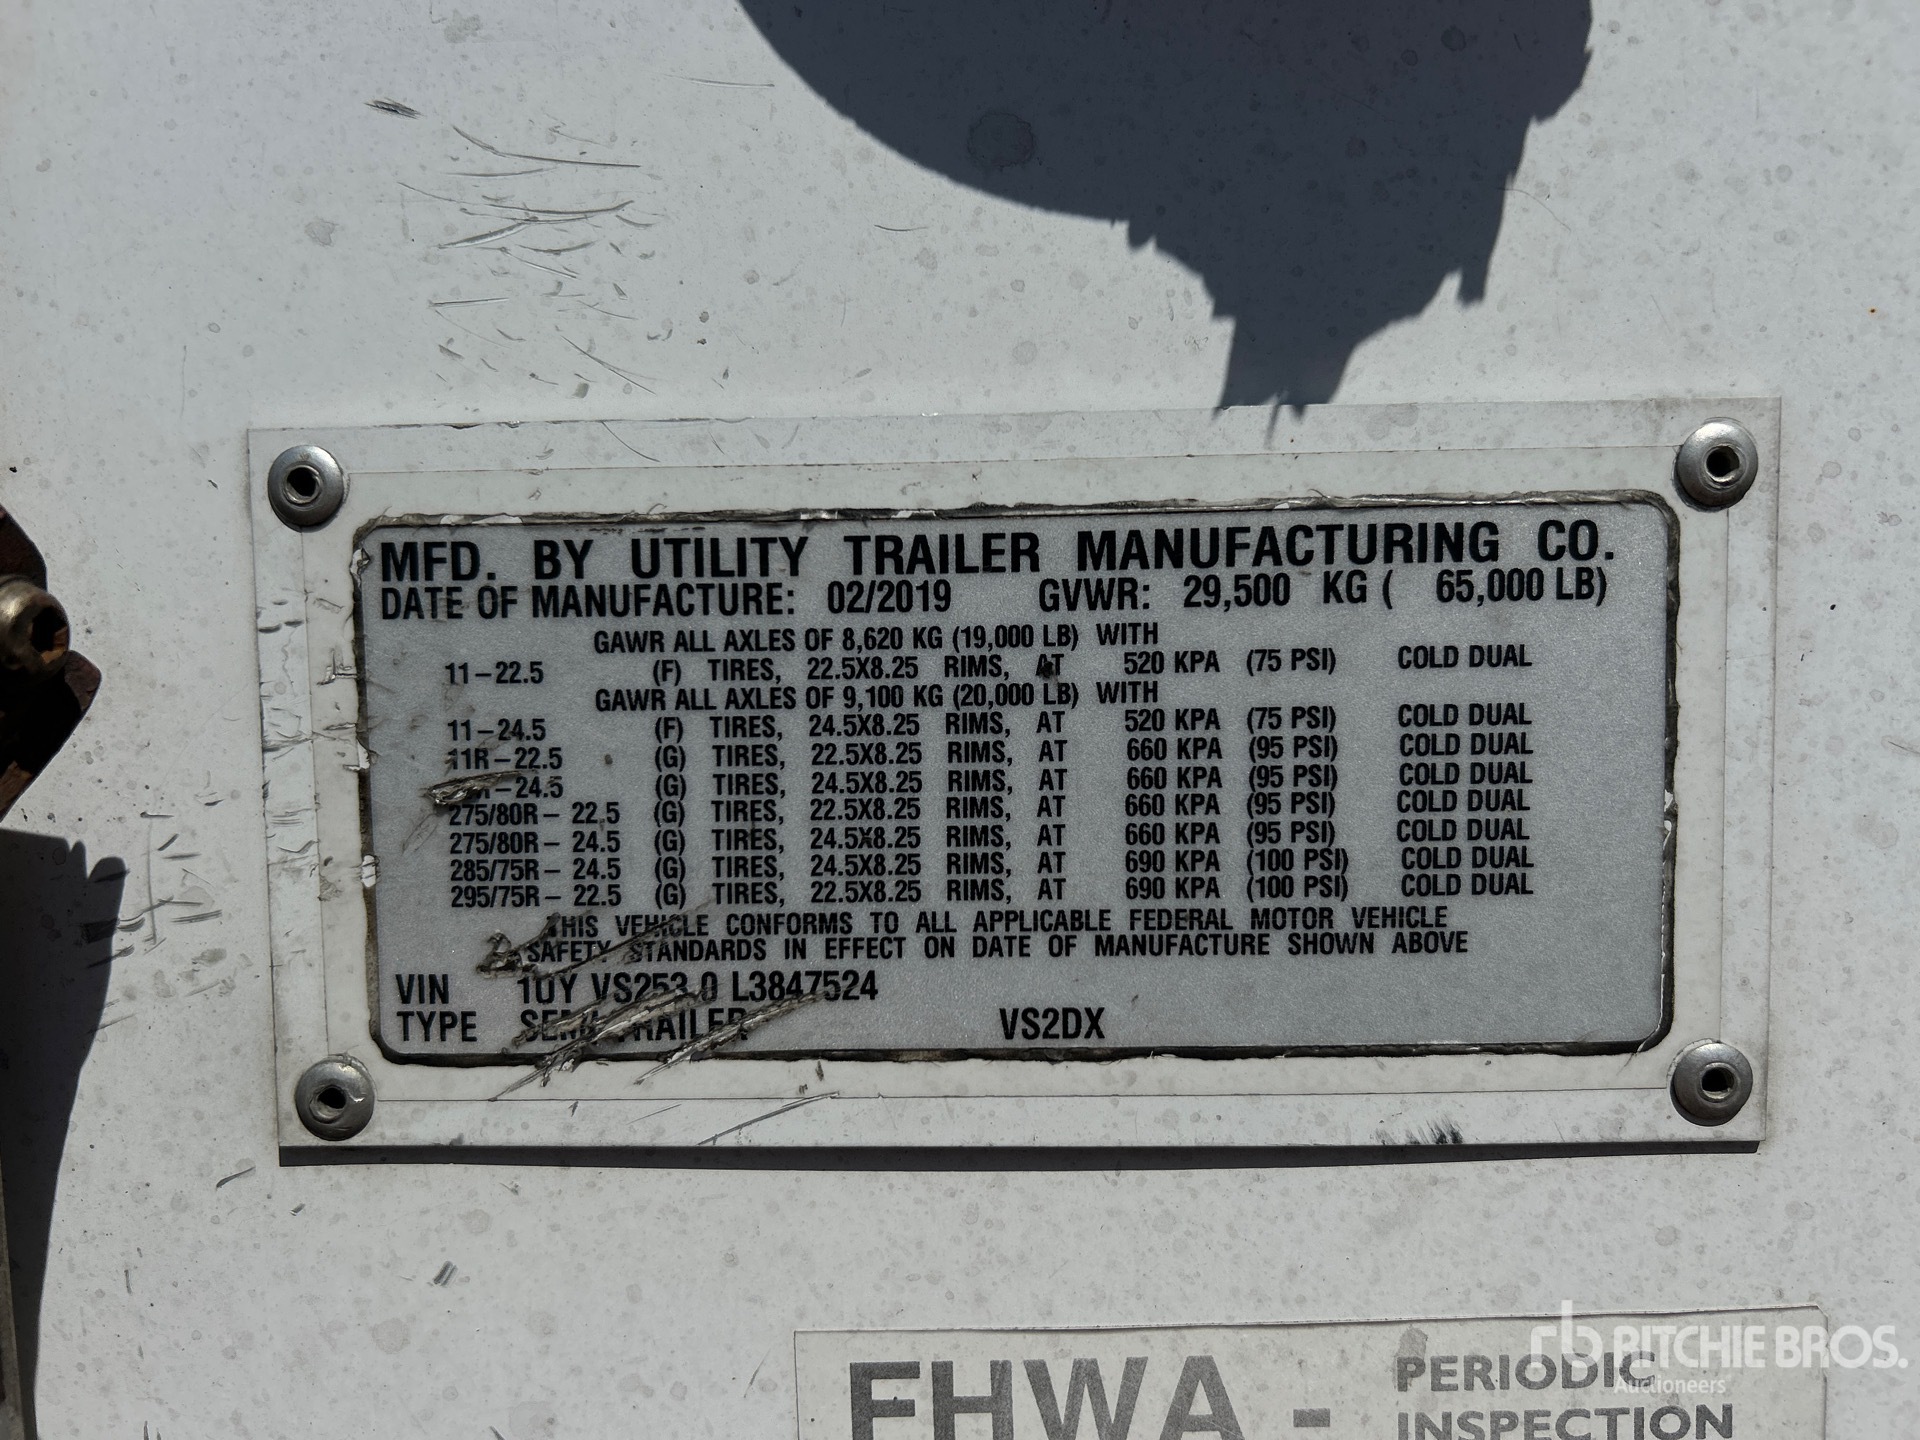 MFD. BY UTILITY TRAILER MANUFACTURING CO.
DATE OF MANUFACTURE: 02/2019 GVWR: 29,500 KG ( 65,000 LB)
GAWR ALL AXLES OF 8,620 KG (19,000 LB) WITH
11-22.5 (F) TIRES, 22.5X8.25 RIMS, AT 520 KPA (75 PSI) COLD DUAL
GAWR ALL AXLES OF 9,100 KG (20,000 LB) WITH
11-24.5 (F) TIRES, 24.5X8.25 RIMS, AT 520 KPA (75 PSI) COLD DUAL
11R-22.5 (G) TIRES, 22.5X8.25 RIMS, AT 660 KPA (95 PSI) COLD DUAL
(G) TIRES, 24.5X8.25 RIMS, AT 660 KPA (95 PSI) COLD DUAL
275/80R- 22.5 (G) TIRES, 22.5X8.25 RIMS, AT 660 KPA (95 PSI) COLD DUAL
275/80R- 24.5 (G) TIRES, 24.5X8.25 RIMS, AT 660 KPA (95 PSI) COLD DUAL
285/75R- 24.5 (G) TIRES, 24.5X8.25 RIMS, AT 690 KPA (100 PSI) COLD DUAL
295/75R- 22.5 (G) TIRES, 22.5X8.25 RIMS, AT 690 KPA (100 PSI) COLD DUAL
THIS VEHICLE CONFORMS TO ALL APPLICABLE FEDERAL MOTOR VEHICLE
SAFETY STANDARDS IN EFFECT ON DATE OF MANUFACTURE SHOWN ABOVE
VIN 1UY VS253 0 L3847524
TYPE SEMI TRAILER VS2DX
FHWA - PERIODIC
INSPECTION
rb RITCHIE BROS.
Auctioneers